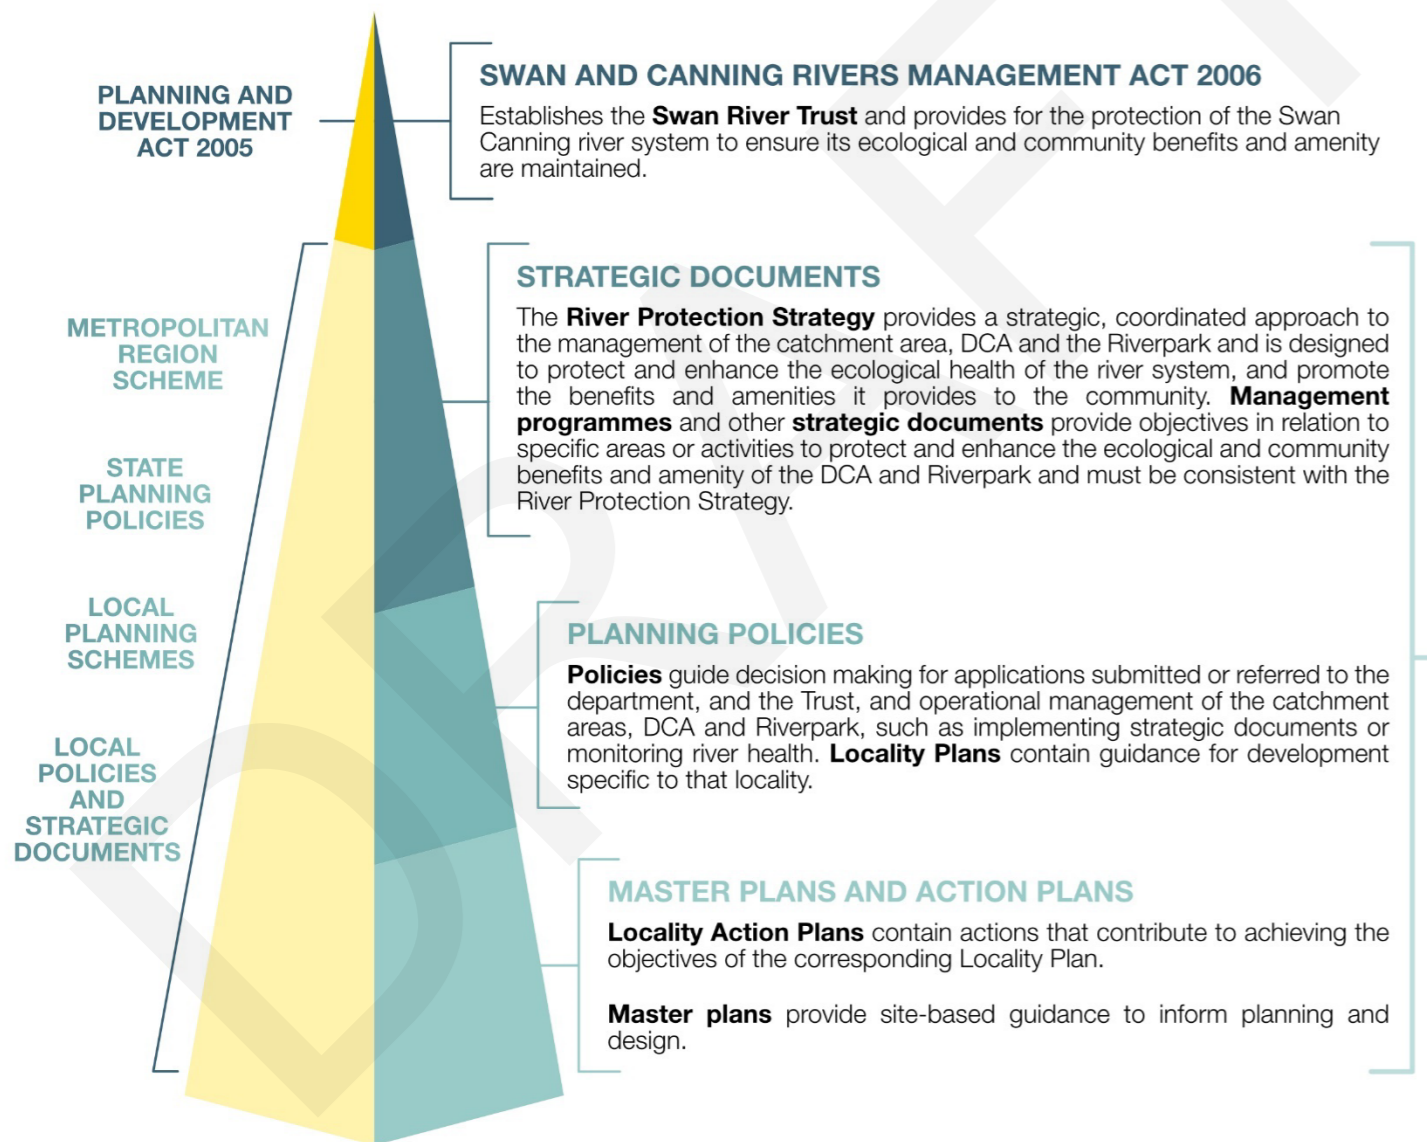 PLANNING AND
DEVELOPMENT
ACT 2005
SWAN AND CANNING RIVERS MANAGEMENT ACT 2006
Establishes the Swan River Trust and provides for the protection of the Swan
Canning river system to ensure its ecological and community benefits and amenity
are maintained.
METROPOLITAN
REGION
SCHEME
STATE
PLANNING
POLICIES
LOCAL
PLANNING
SCHEMES
LOCAL
POLICIES
AND
STRATEGIC
DOCUMENTS
STRATEGIC DOCUMENTS
The River Protection Strategy provides a strategic, coordinated approach to
the management of the catchment area, DCA and the Riverpark and is designed
to protect and enhance the ecological health of the river system, and promote
the benefits and amenities it provides to the community. Management
programmes and other strategic documents provide objectives in relation to
specific areas or activities to protect and enhance the ecological and community
benefits and amenity of the DCA and Riverpark and must be consistent with the
River Protection Strategy.
PLANNING POLICIES
Policies guide decision making for applications submitted or referred to the
department, and the Trust, and operational management of the catchment
areas, DCA and Riverpark, such as implementing strategic documents or
monitoring river health. Locality Plans contain guidance for development
specific to that locality.
MASTER PLANS AND ACTION PLANS
Locality Action Plans contain actions that contribute to achieving the
objectives of the corresponding Locality Plan.
Master plans provide site-based guidance to inform planning and
design.
DRAFT